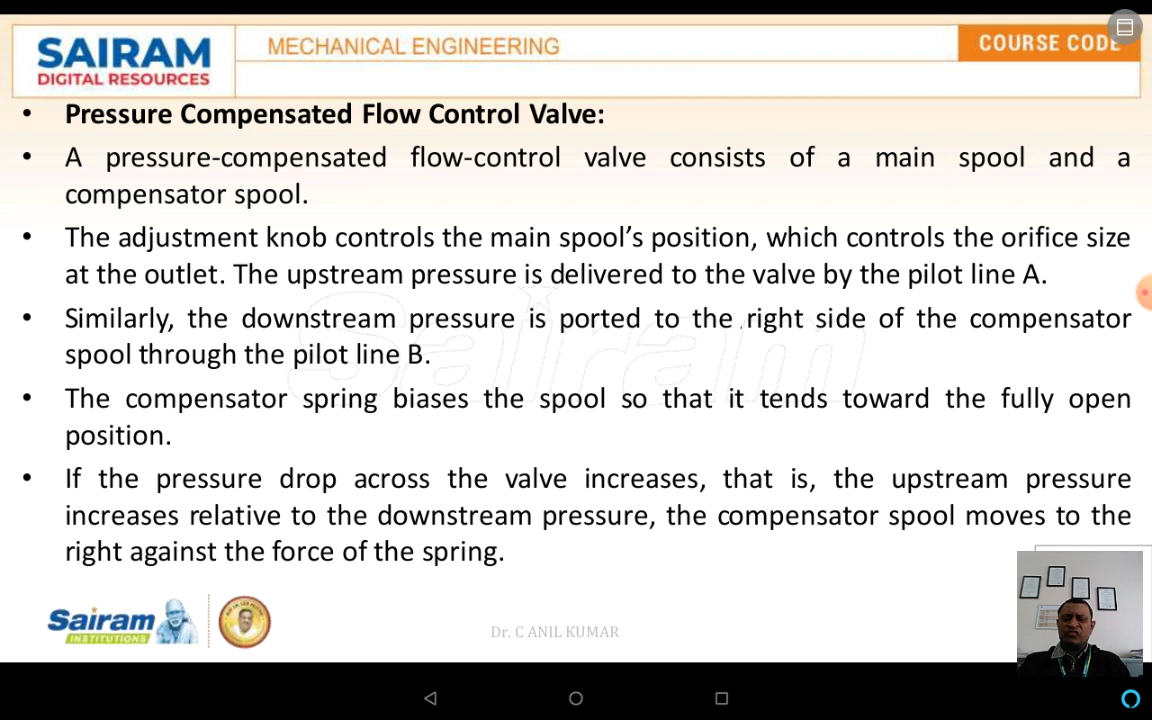 SAIRAM
DIGITAL RESOURCES
MECHANICAL ENGINEERING
COURSE CODE
• Pressure Compensated Flow Control Valve:
• A pressure-compensated flow-control valve consists of a main spool and a
compensator spool.
• The adjustment knob controls the main spool’s position, which controls the orifice size
at the outlet. The upstream pressure is delivered to the valve by the pilot line A.
• Similarly, the downstream pressure is ported to the right side of the compensator
spool through the pilot line B.
• The compensator spring biases the spool so that it tends toward the fully open
position.
• If the pressure drop across the valve increases, that is, the upstream pressure
increases relative to the downstream pressure, the compensator spool moves to the
right against the force of the spring.
Sairam
Sairam
INSTITUTIONS
Dr. C ANIL KUMAR